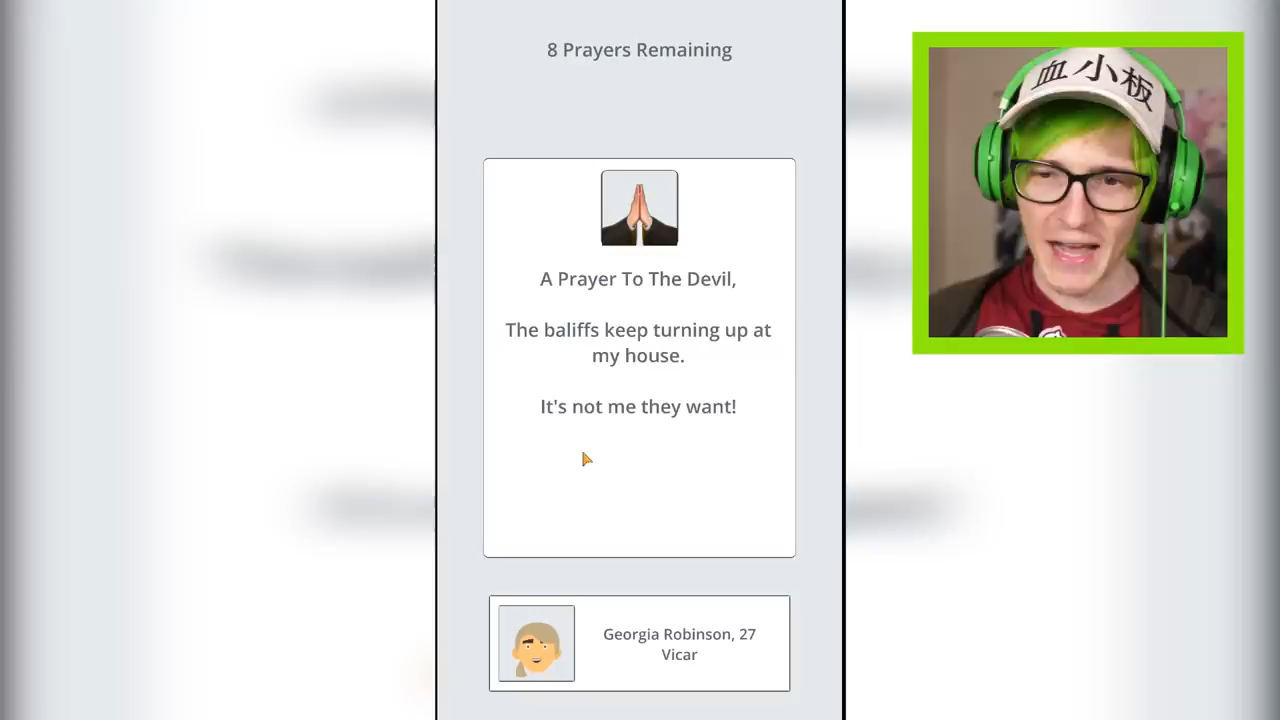 8 Prayers Remaining
血小板
A Prayer To The Devil,
The baliffs keep turning up at
my house.
It's not me they want!
Georgia Robinson, 27
Vicar